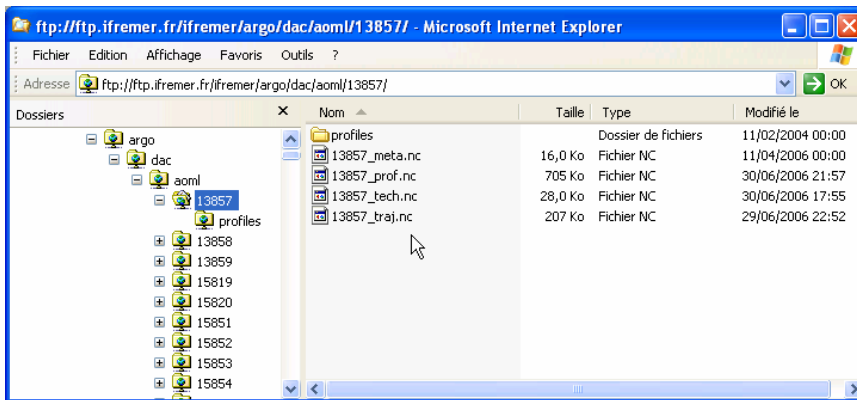 ftp://ftp.ifremer.fr/ifremer/argo/dac/aoml/13857/ - Microsoft Internet Explorer
Fichier Edition Affichage Favoris Outils ?
Adresse ftp://ftp.ifremer.fr/ifremer/argo/dac/aoml/13857/ OK
Dossiers × Nom Taille Type Modifié le
argo
dac
aoml
13857
profiles
13858
13859
15819
15820
15851
15852
15853
15854
profiles Dossier de fichiers 11/02/2004 00:00
13857_meta.nc 16,0 Ko Fichier NC 11/04/2006 00:00
13857_prof.nc 705 Ko Fichier NC 30/06/2006 21:57
13857_tech.nc 28,0 Ko Fichier NC 30/06/2006 17:55
13857_traj.nc 207 Ko Fichier NC 29/06/2006 22:52